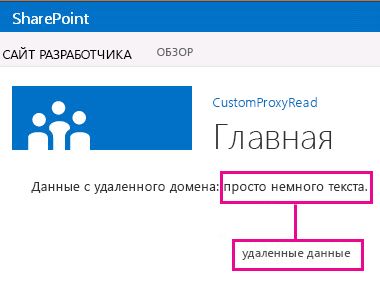 SharePoint
САЙТ РАЗРАБОТЧИКА ОБЗОР
CustomProxyRead
Главная
Данные с удаленного домена: просто немного текста.
удаленные данные